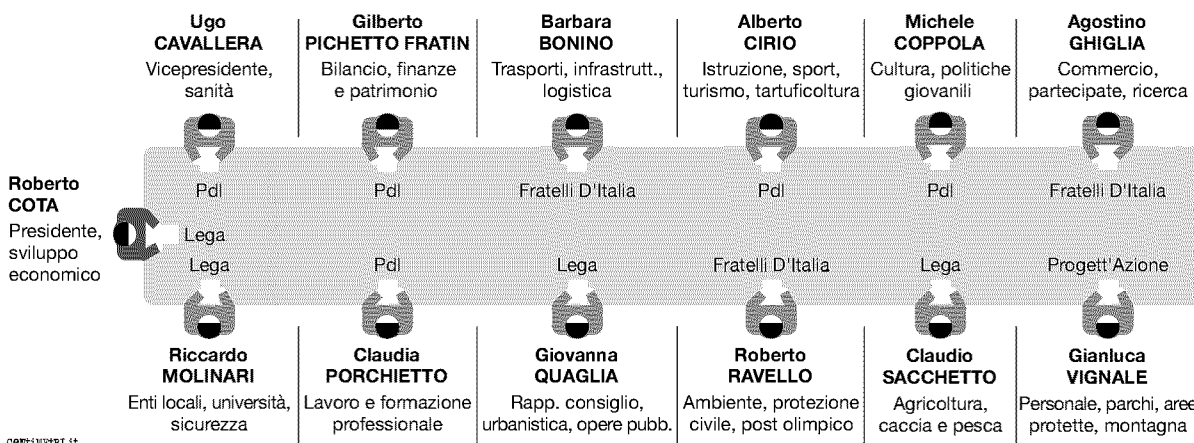 Ugo
CAVALLERA
Vicepresidente,
sanità
Gilberto
PICHETTO FRATIN
Bilancio, finanze
e patrimonio
Barbara
BONINO
Trasporti, infrastrutt.,
logistica
Alberto
CIRIO
Istruzione, sport,
turismo, tartuficoltura
Michele
COPPOLA
Cultura, politiche
giovanili
Agostino
GHIGLIA
Commercio,
partecipate, ricerca
Pdl
Pdl
Fratelli D'Italia
Pdl
Pdl
Fratelli D'Italia
Roberto
COTA
Presidente,
sviluppo
economico
Lega
Lega
Pdl
Lega
Fratelli D'Italia
Lega
Progett'Azione
Riccardo
MOLINARI
Enti locali, università,
sicurezza
Claudia
PORCHIETTO
Lavoro e formazione
professionale
Giovanna
QUAGLIA
Rapp. consiglio,
urbanistica, opere pubb.
Roberto
RAVELLO
Ambiente, protezione
civile, post olimpico
Claudio
SACCHETTO
Agricoltura,
caccia e pesca
Gianluca
VIGNALE
Personale, parchi, aree
protette, montagna
centimetri.it